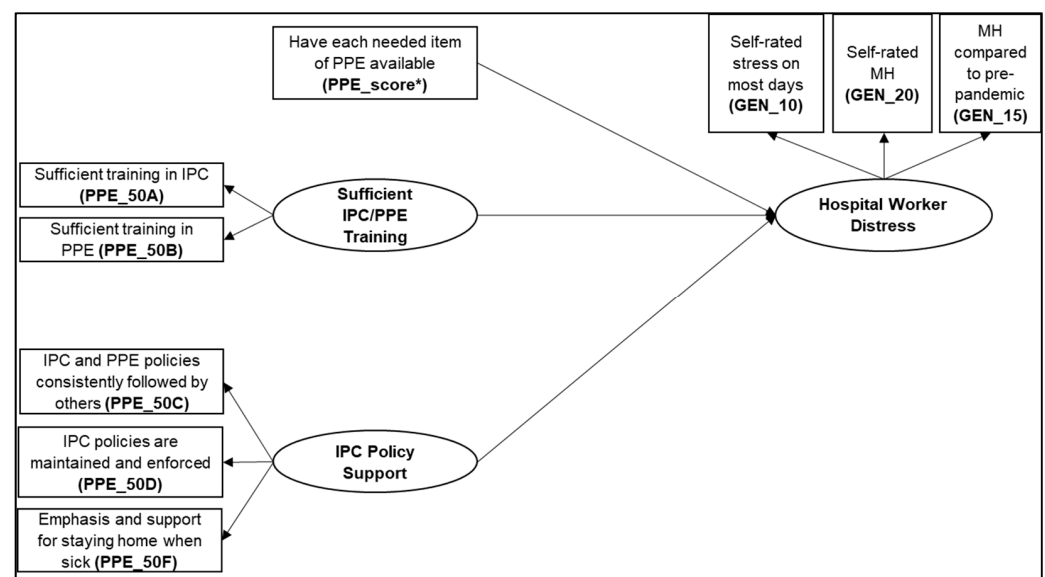 Have each needed item
of PPE available
(PPE_score*)
Self-rated
stress on
most days
(GEN_10)
Self-rated
MH
(GEN_20)
MH
compared
to pre-
pandemic
(GEN_15)
Sufficient training in IPC
(PPE_50A)
Sufficient training in
PPE (PPE_50B)
Sufficient
IPC/PPE
Training
Hospital Worker
Distress
IPC and PPE policies
consistently followed by
others (PPE_50C)
IPC policies are
maintained and enforced
(PPE_50D)
Emphasis and support
for staying home when
sick (PPE_50F)
IPC Policy
Support